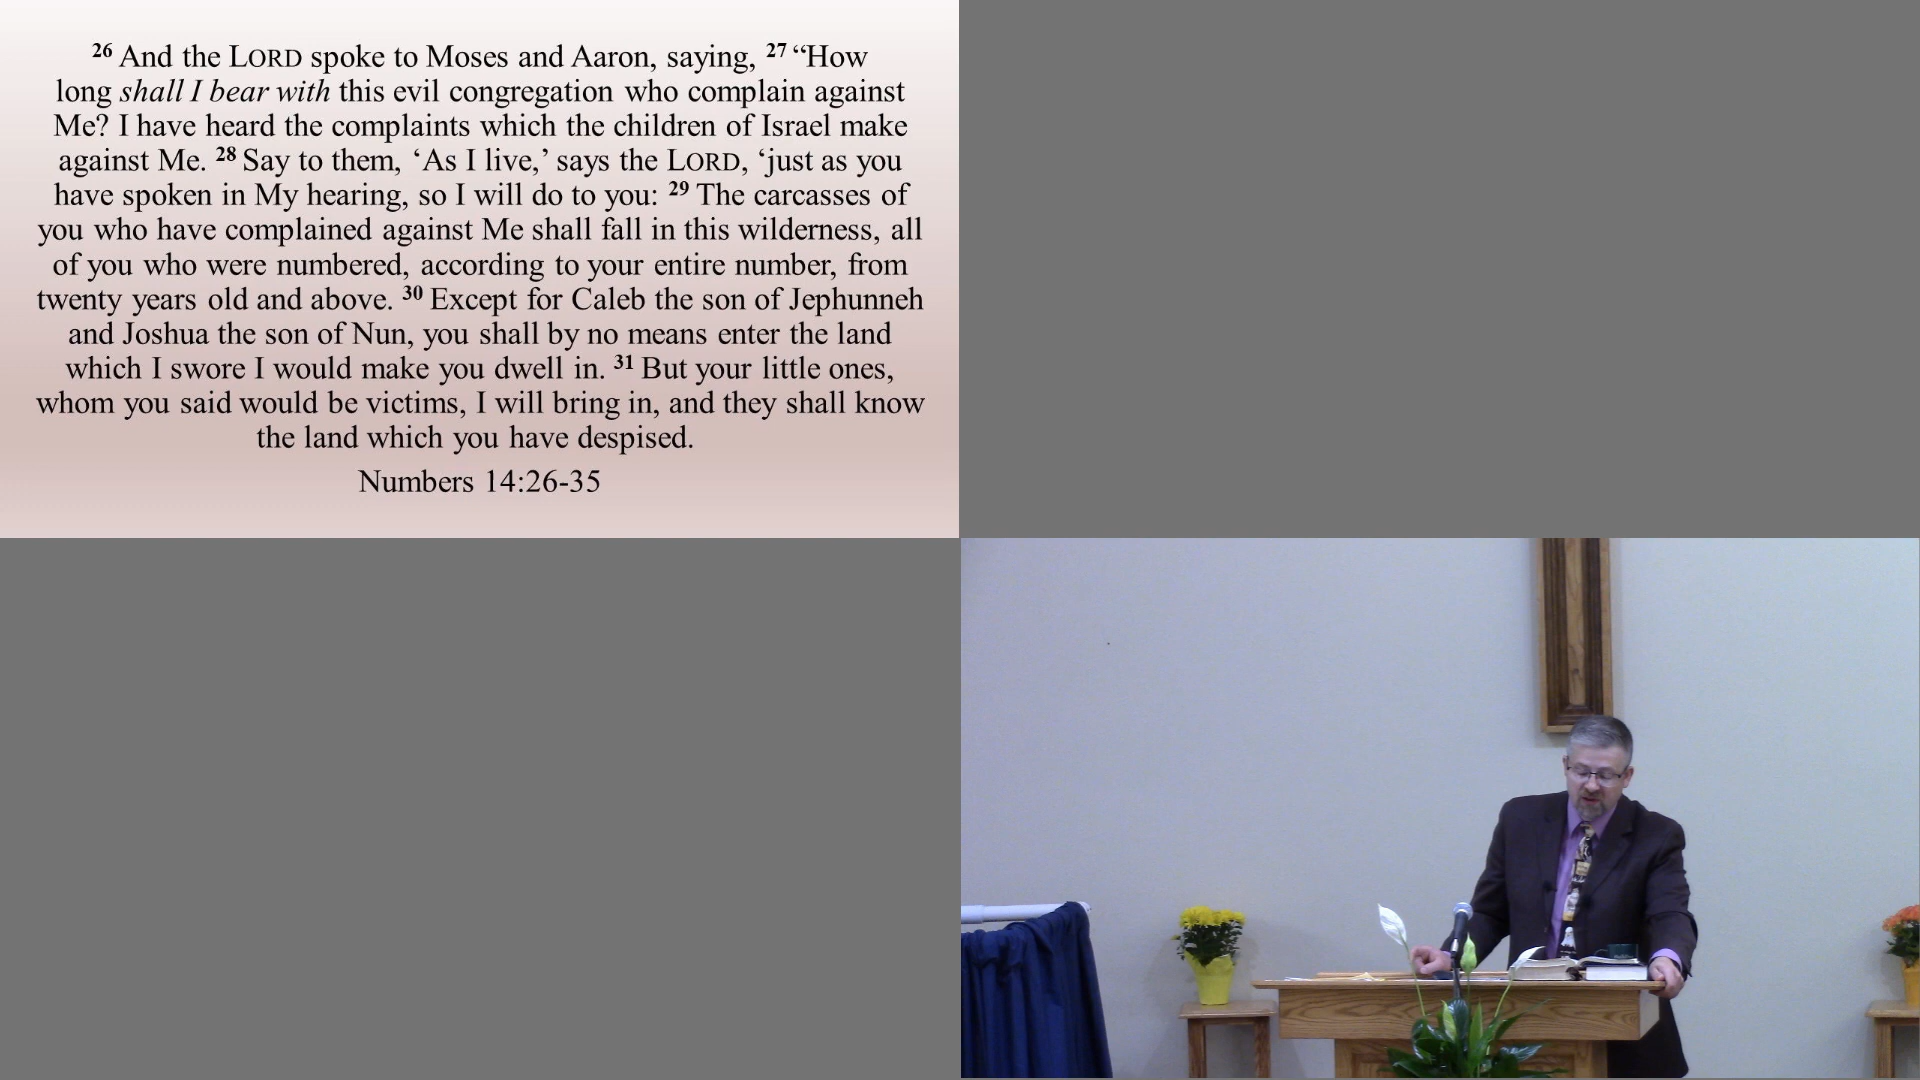 26 And the LORD spoke to Moses and Aaron, saying, 27 “How
long shall I bear with this evil congregation who complain against
Me? I have heard the complaints which the children of Israel make
against Me. 28 Say to them, ‘As I live,’ says the LORD, ‘just as you
have spoken in My hearing, so I will do to you: 29 The carcasses of
you who have complained against Me shall fall in this wilderness, all
of you who were numbered, according to your entire number, from
twenty years old and above. 30 Except for Caleb the son of Jephunneh
and Joshua the son of Nun, you shall by no means enter the land
which I swore I would make you dwell in. 31 But your little ones,
whom you said would be victims, I will bring in, and they shall know
the land which you have despised.
Numbers 14:26-35